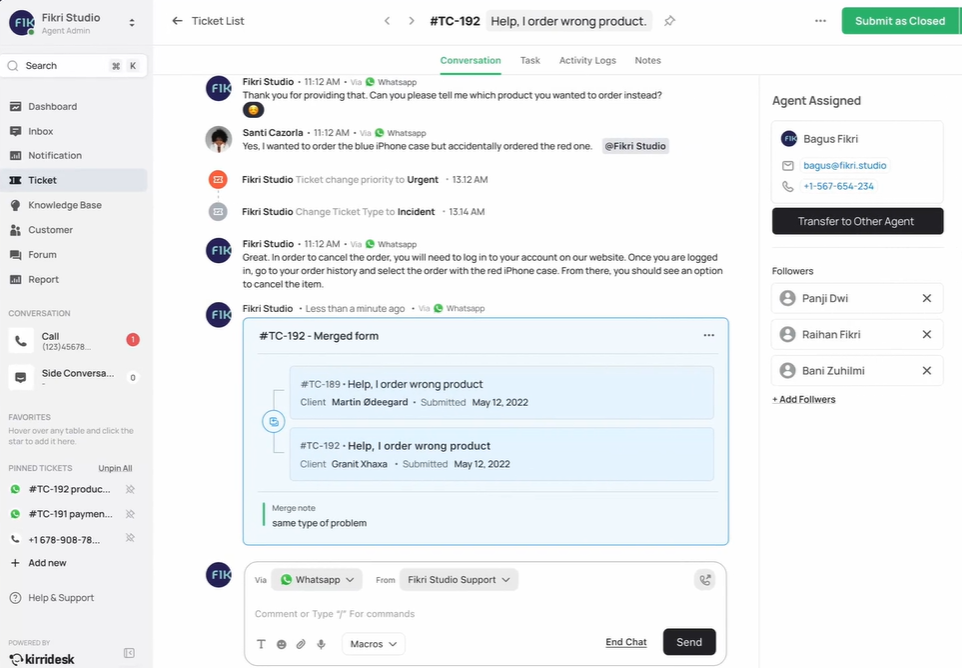 F1K
Fikri Studio
Agent Admin
Search
⌘ K
Dashboard
Inbox
Notification
Ticket
Knowledge Base
Customer
Forum
Report
CONVERSATION
Call
(123)45678...
1
Side Conversa...
-
0
FAVORITES
Hover over any table and click the
star to add it here.
PINNED TICKETS Unpin All
#TC-192 produc...
#TC-191 paymen...
+1 678-908-78...
+ Add new
Help & Support
POWERED BY
kirridesk
← Ticket List
#TC-192 Help, I order wrong product.
Submit as Closed
Conversation Task Activity Logs Notes
F1K
Fikri Studio • 11:12 AM • Via Whatsapp
Thank you for providing that. Can you please tell me which product you wanted to order instead?
Santi Cazorla • 11:12 AM • Via Whatsapp
Yes, I wanted to order the blue iPhone case but accidentally ordered the red one. @Fikri Studio
Fikri Studio Ticket change priority to Urgent • 13.12 AM
Fikri Studio Change Ticket Type to Incident • 13.14 AM
F1K
Fikri Studio • 11:12 AM • Via Whatsapp
Great. In order to cancel the order, you will need to log in to your account on our website. Once you are logged
in, go to your order history and select the order with the red iPhone case. From there, you should see an option
to cancel the item.
F1K
Fikri Studio • Less than a minute ago • Via Whatsapp
#TC-192 - Merged form
#TC-189 • Help, I order wrong product
Client Martin Ødeegard • Submitted May 12, 2022
#TC-192 • Help, I order wrong product
Client Granit Xhaxa • Submitted May 12, 2022
Merge note
same type of problem
F1K
Via Whatsapp From Fikri Studio Support
Comment or Type "/" For commands
Macros
End Chat
Send
Agent Assigned
F1K
Bagus Fikri
bagus@fikri.studio
+1-567-654-234
Transfer to Other Agent
Followers
Panji Dwi
Raihan Fikri
Bani Zuhilmi
+ Add Follwers